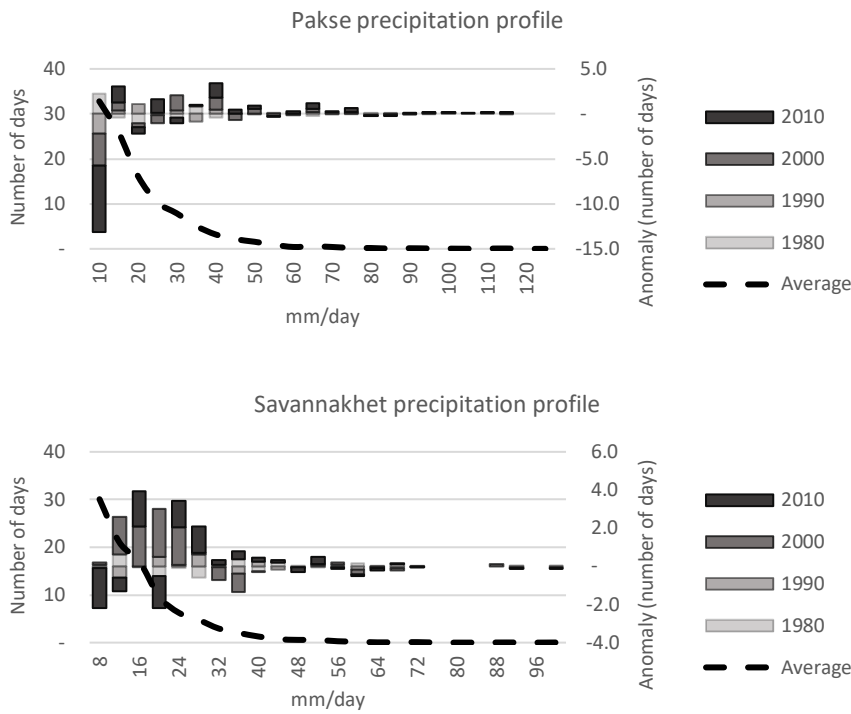 Pakse precipitation profile
Number of days
40
30
20
10
-
5.0
-
-5.0
-10.0
-15.0
Anomaly (number of days)
10 20 30 40 50 60 70 80 90 100 110 120
mm/day
2010
2000
1990
1980
Average
Savannakhet precipitation profile
Number of days
40
30
20
10
-
6.0
4.0
2.0
-
-2.0
-4.0
Anomaly (number of days)
8 16 24 32 40 48 56 64 72 80 88 96
mm/day
2010
2000
1990
1980
Average